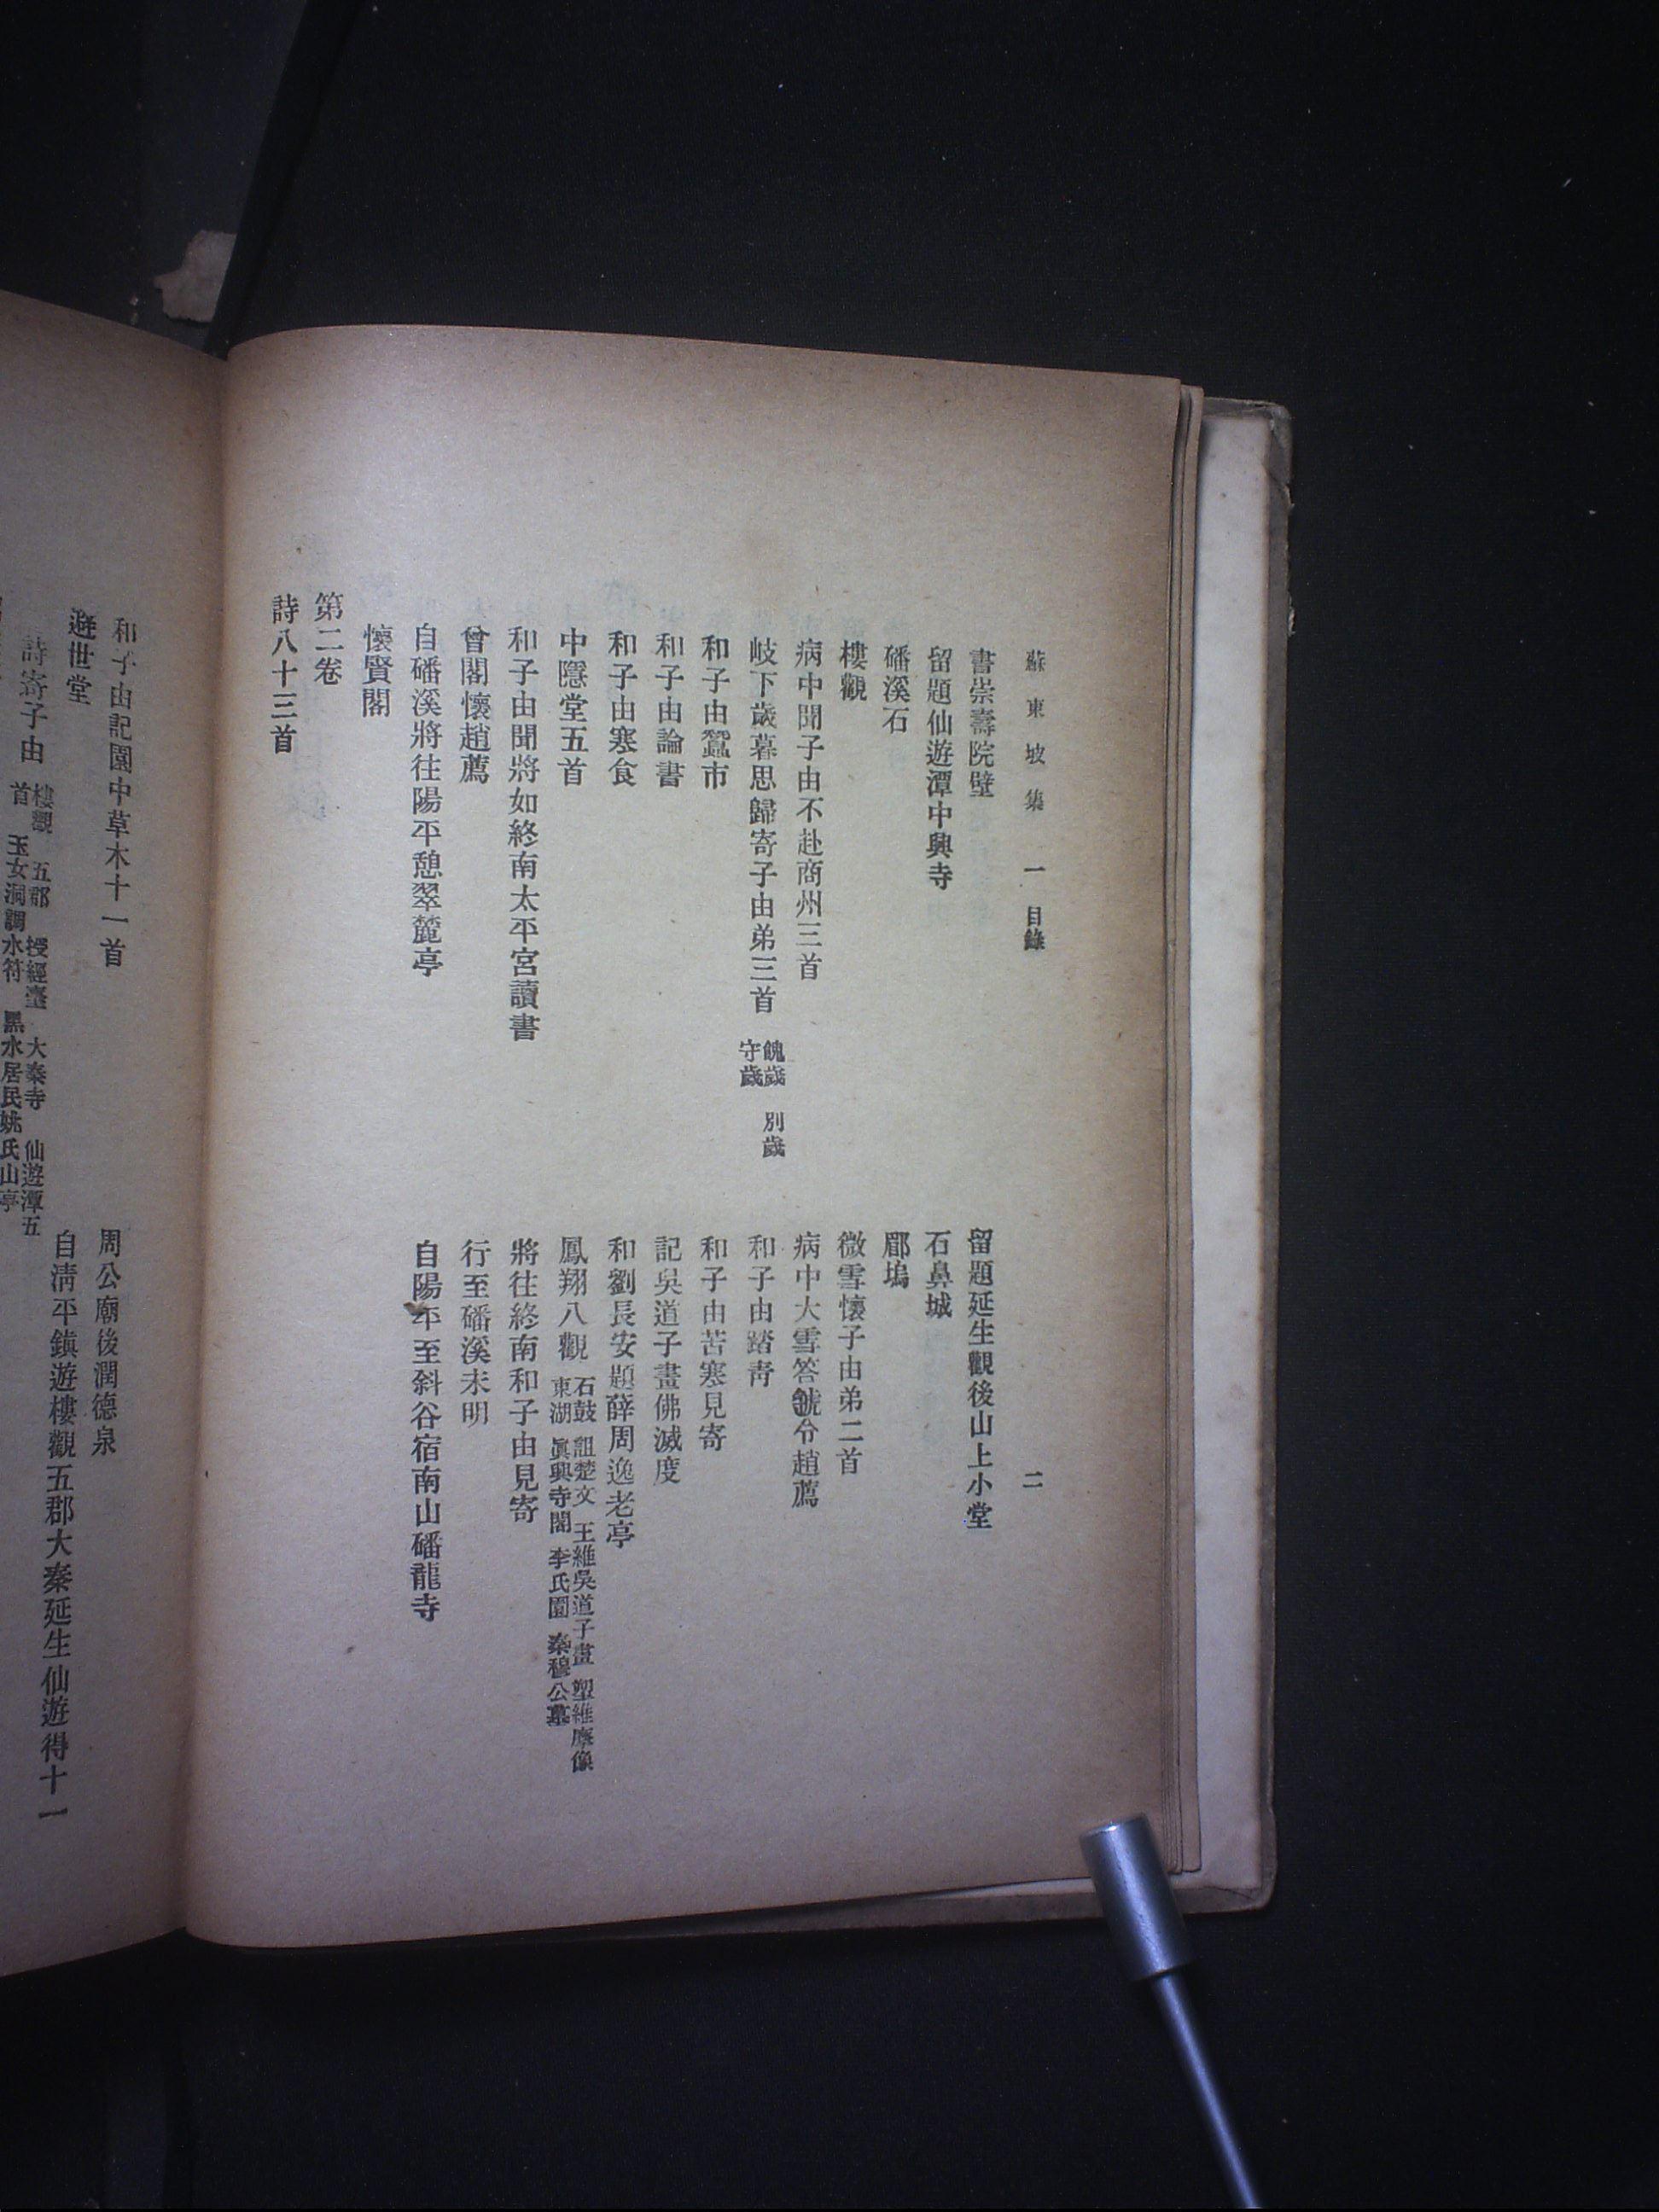 蘇東坡集 一 目錄 二
書崇壽院壁 留題延生觀後山上小堂
留題仙遊潭中興寺 石鼻城
磻溪石 郿塢
樓觀 微雪懷子由弟二首
病中聞子由不赴商州三首 病中大雪答虢令趙薦
岐下歲暮思歸寄子由弟三首 餽歲 別歲 守歲 和子由踏靑
和子由蠶市 和子由苦寒見寄
和子由論書 記吳道子畫佛滅度
和子由寒食 和劉長安題薛周逸老亭
中隱堂五首 鳳翔八觀 石鼓 詛楚文 王維吳道子畫 塑維摩像 東湖 眞興寺閣 李氏園 秦穆公墓
和子由聞將如終南太平宮讀書 將往終南和子由見寄
曾閣懷趙薦 行至磻溪未明
自磻溪將往陽平憩翠麓亭 自陽平至斜谷宿南山磻龍寺
懷賢閣
第二卷
詩八十三首
和子由記園中草木十一首 周公廟後潤德泉
避世堂 自淸平鎭遊樓觀五郡大秦延生仙遊得十一
詩寄子由 樓觀 五郡 授經臺 大秦寺 仙遊潭五首 玉女洞調水符 黑水居民姚氏山亭